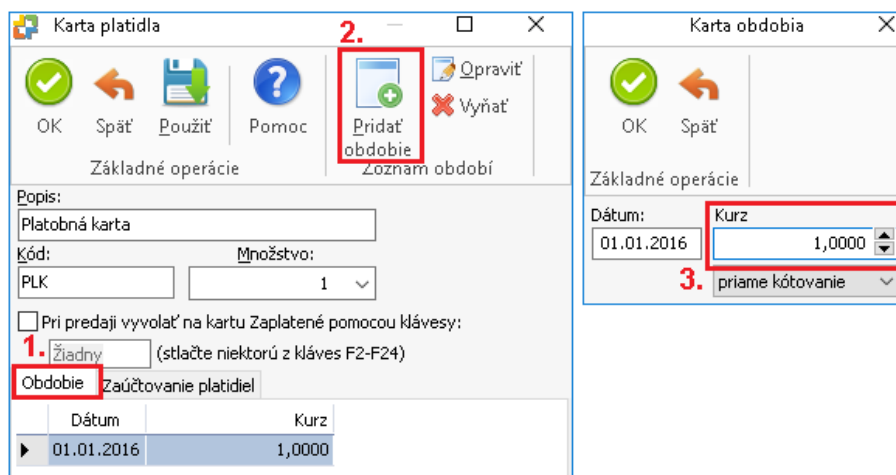 Karta platidla
2.
OK
Späť
Použiť
Pomoc
Základné operácie
Pridať
obdobie
Opraviť
Vyňať
Zoznam období
Popis:
Platobná karta
Kód:
Množstvo:
PLK
1
Pri predaji vyvolať na kartu Zaplatené pomocou klávesy:
1.
Žiadny
(stlačte niektorú z kláves F2-F24)
Obdobie
Zaúčtovanie platidiel
Dátum
Kurz
01.01.2016
1,0000
Karta obdobia
OK
Späť
Základné operácie
Dátum:
Kurz
01.01.2016
1,0000
3.
priame kótovanie